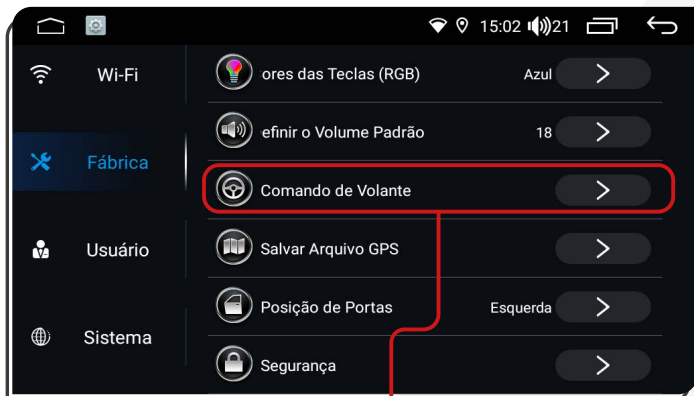 15:02 21
Wi-Fi
ores das Teclas (RGB) Azul
efinir o Volume Padrão 18
Fábrica
Comando de Volante
Usuário
Salvar Arquivo GPS
Posição de Portas Esquerda
Sistema
Segurança